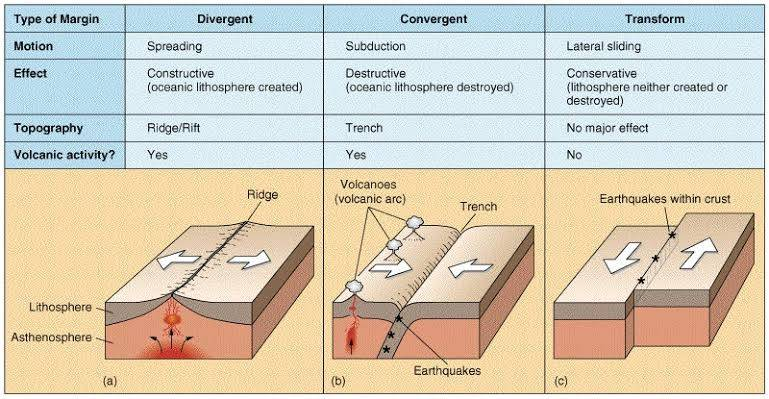 Type of Margin Divergent Convergent Transform
Motion Spreading Subduction Lateral sliding
Effect Constructive Destructive Conservative
(oceanic lithosphere created) (oceanic lithosphere destroyed) (lithosphere neither created or
destroyed)
Topography Ridge/Rift Trench No major effect
Volcanic activity? Yes Yes No
Ridge
Lithosphere
Asthenosphere
(a)
Volcanoes
(volcanic arc)
Trench
Earthquakes
(b)
Earthquakes within crust
(c)